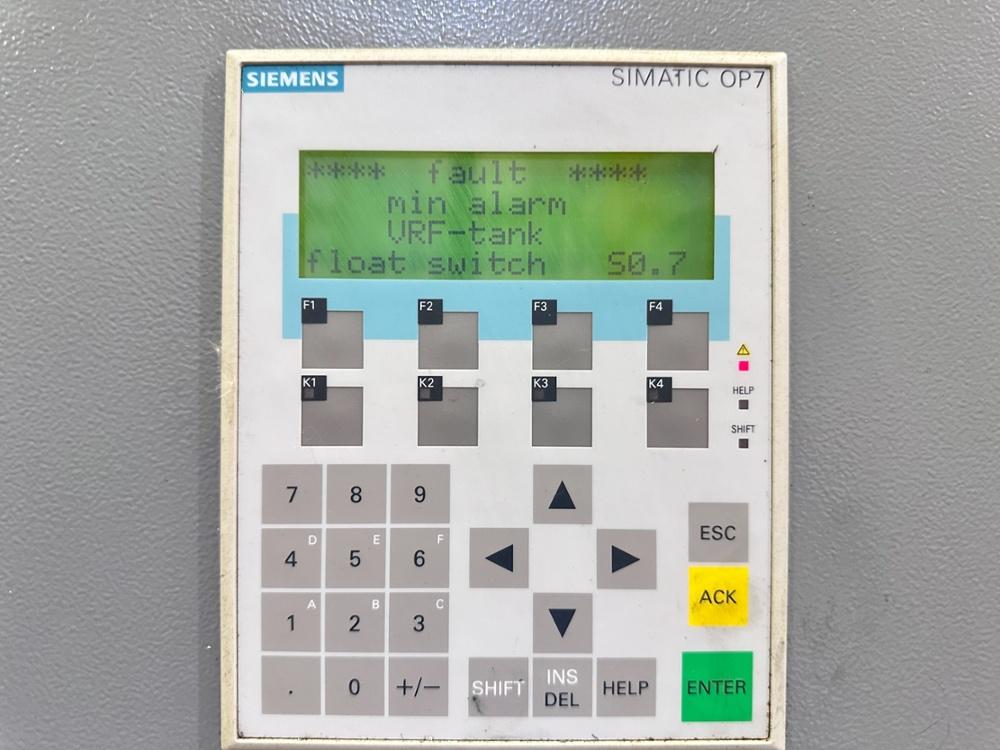 SIEMENS
SIMATIC OP7
**** fault ****
min alarm
VRF-tank
float switch S0.7
F1 F2 F3 F4
K1 K2 K3 K4
HELP
SHIFT
7 8 9
4 D 5 E 6 F
ESC
ACK
1 A 2 B 3 C
. 0 +/−
SHIFT
INS
DEL
HELP
ENTER